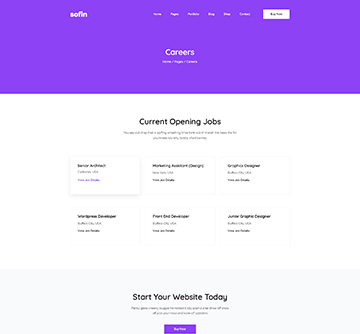 sofin
Home Pages Portfolio Blog Shop Contact Buy Now
Careers
Home / Pages / Careers
Current Opening Jobs
Senior Architect
California, USA
View Job Details
Marketing Assistant (Design)
New York, USA
View Job Details
Graphics Designer
Buffalo City, USA
View Job Details
Wordpress Developer
Buffalo City, USA
View Job Details
Front End Developer
Buffalo City, USA
View Job Details
Junior Graphic Designer
Buffalo City, USA
View Job Details
Start Your Website Today
Buy Now